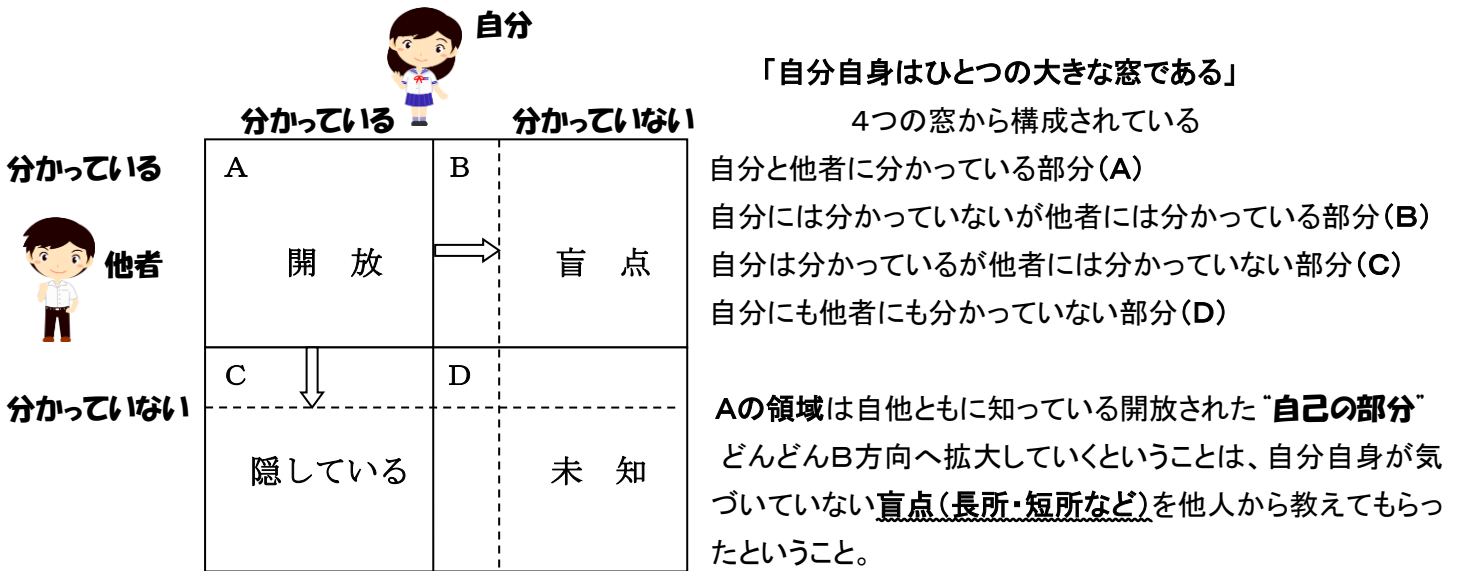 自分
分かっている
分かっていない
分かっている
他者
分かっていない
A
B
開 放
盲 点
C
D
隠している
未 知
「自分自身はひとつの大きな窓である」
4つの窓から構成されている
自分と他者に分かっている部分(A)
自分には分かっていないが他者には分かっている部分(B)
自分は分かっているが他者には分かっていない部分(C)
自分にも他者にも分かっていない部分(D)
Aの領域は自他ともに知っている開放された“自己の部分”
どんどんB方向へ拡大していくということは、自分自身が気
づいていない盲点(長所・短所など)を他人から教えてもらっ
たということ。